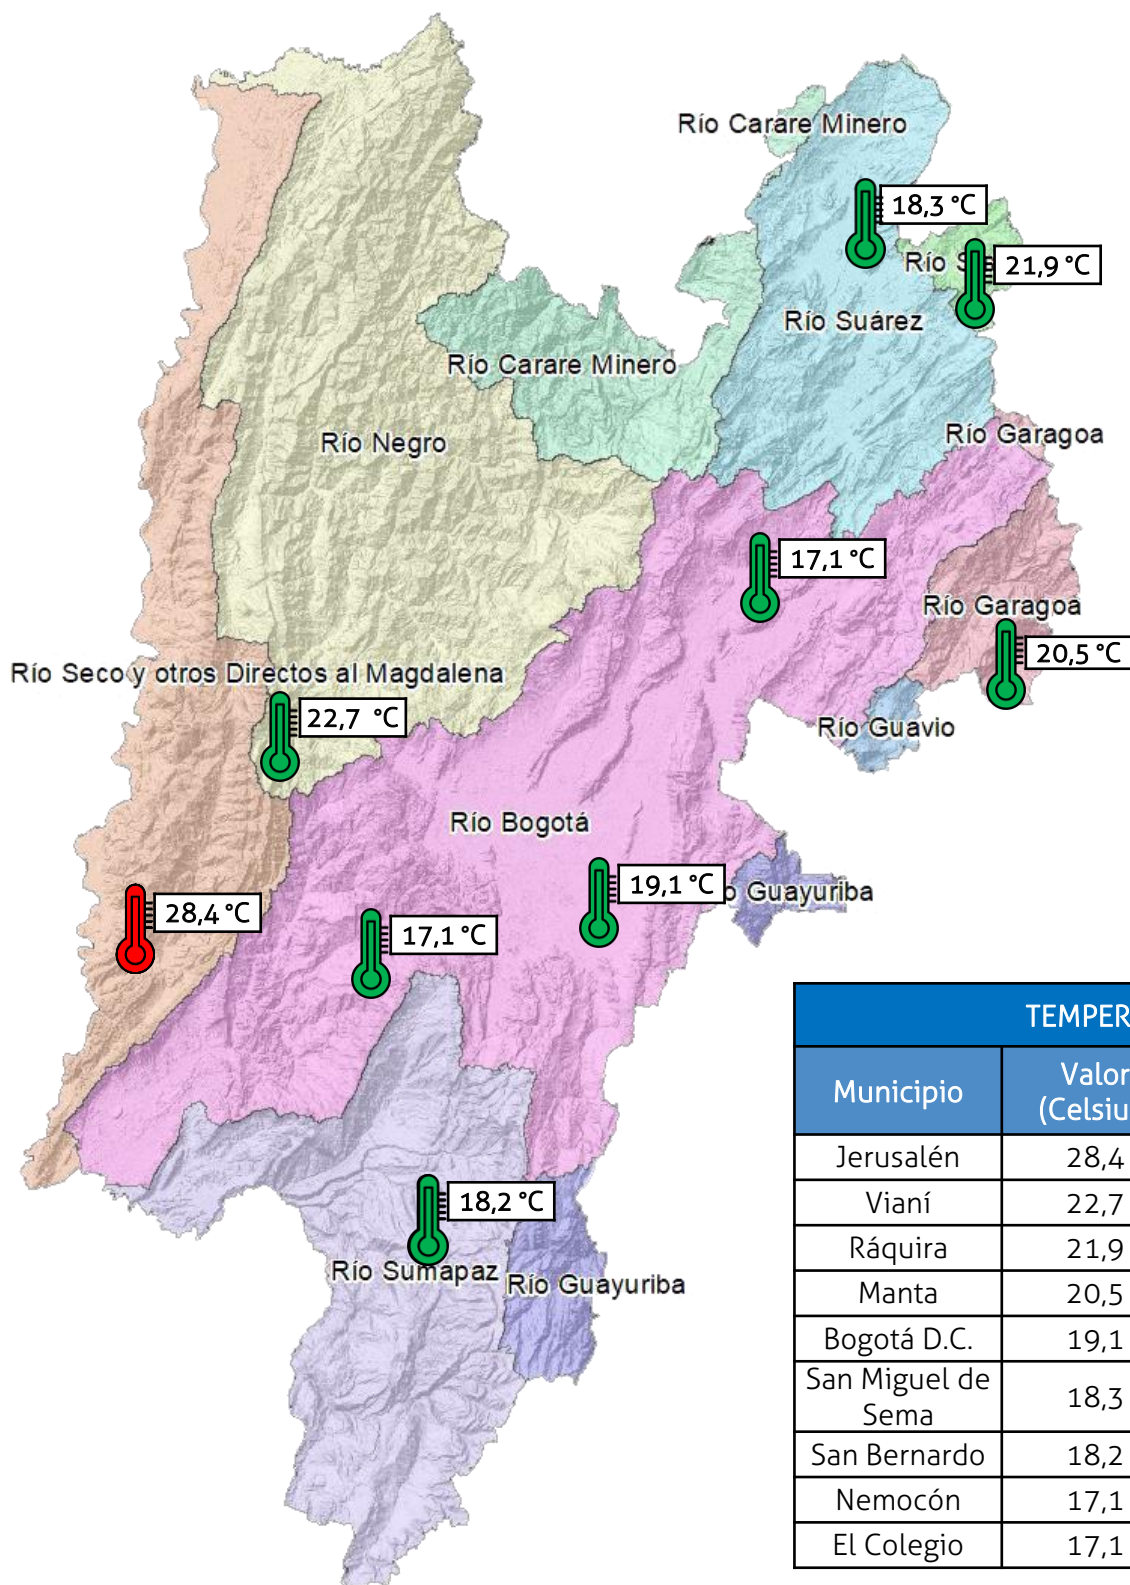 Río Carare Minero
18,3 °C
Río S
21,9 °C
Río Suárez
Río Carare Minero
Río Negro
Río Garagoa
17,1 °C
Río Garagoa
20,5 °C
Río Seco y otros Directos al Magdalena
22,7 °C
Río Guavio
Río Bogotá
19,1 °C
o Guayuriba
28,4 °C
17,1 °C
18,2 °C
Río Sumapaz
Río Guayuriba
TEMPER
Municipio
Valor
(Celsiu
Jerusalén 28,4
Vianí 22,7
Ráquira 21,9
Manta 20,5
Bogotá D.C. 19,1
San Miguel de
Sema 18,3
San Bernardo 18,2
Nemocón 17,1
El Colegio 17,1